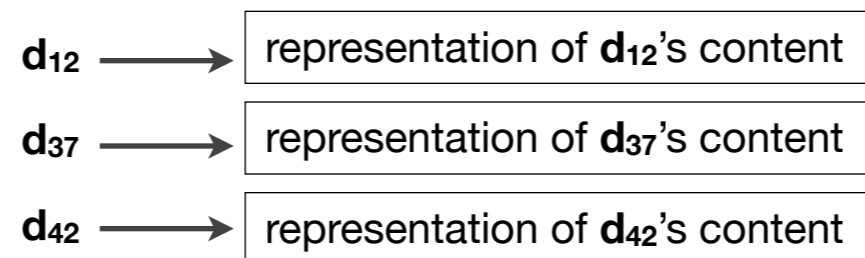 d12 representation of d12's content
d37 representation of d37's content
d42 representation of d42's content